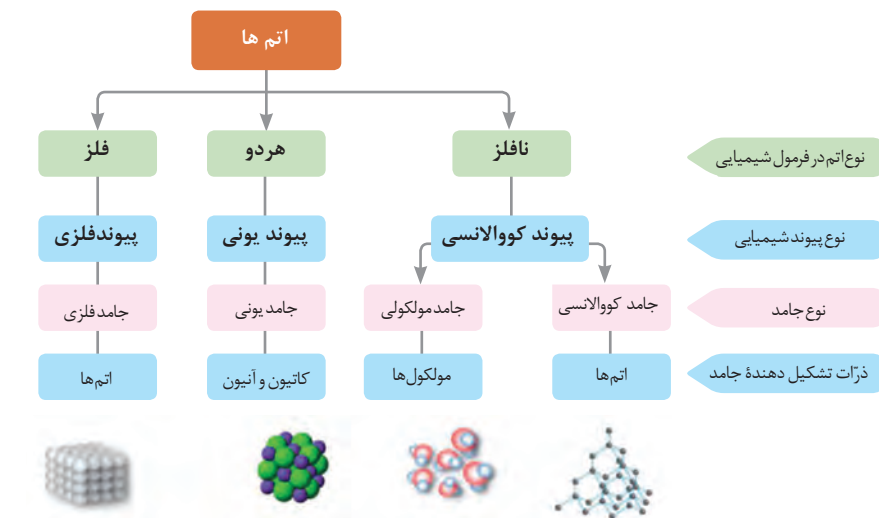 اتم ها
نوع اتم در فرمول شیمیایی
نافلز
هردو
فلز
نوع پیوند شیمیایی
پیوند کووالانسی
پیوند یونی
پیوندفلزی
نوع جامد
جامد کووالانسی
جامد مولکولی
جامد یونی
جامد فلزی
ذرّات تشکیل دهندۀ جامد
اتم‌ها
مولکول‌ها
کاتیون و آنیون
اتم‌ها